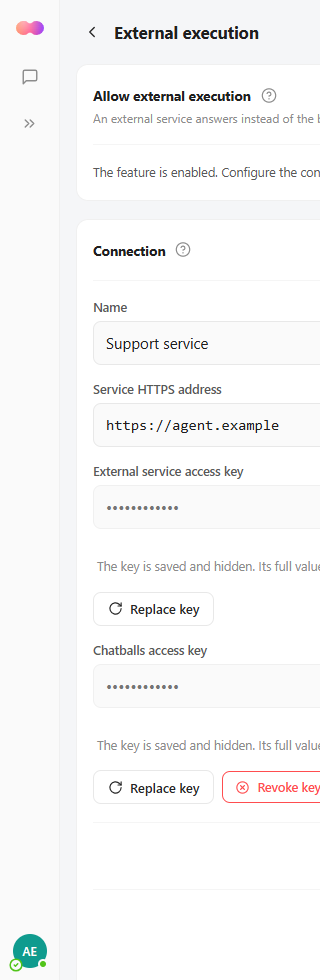 External execution
Allow external execution
An external service answers instead of the
The feature is enabled. Configure the
Connection
Name
Support service
Service HTTPS address
https://agent.example
External service access key
••••••••••••
The key is saved and hidden. Its full value
Replace key
Chatballs access key
••••••••••••
The key is saved and hidden. Its full value
Replace key
Revoke key
AE